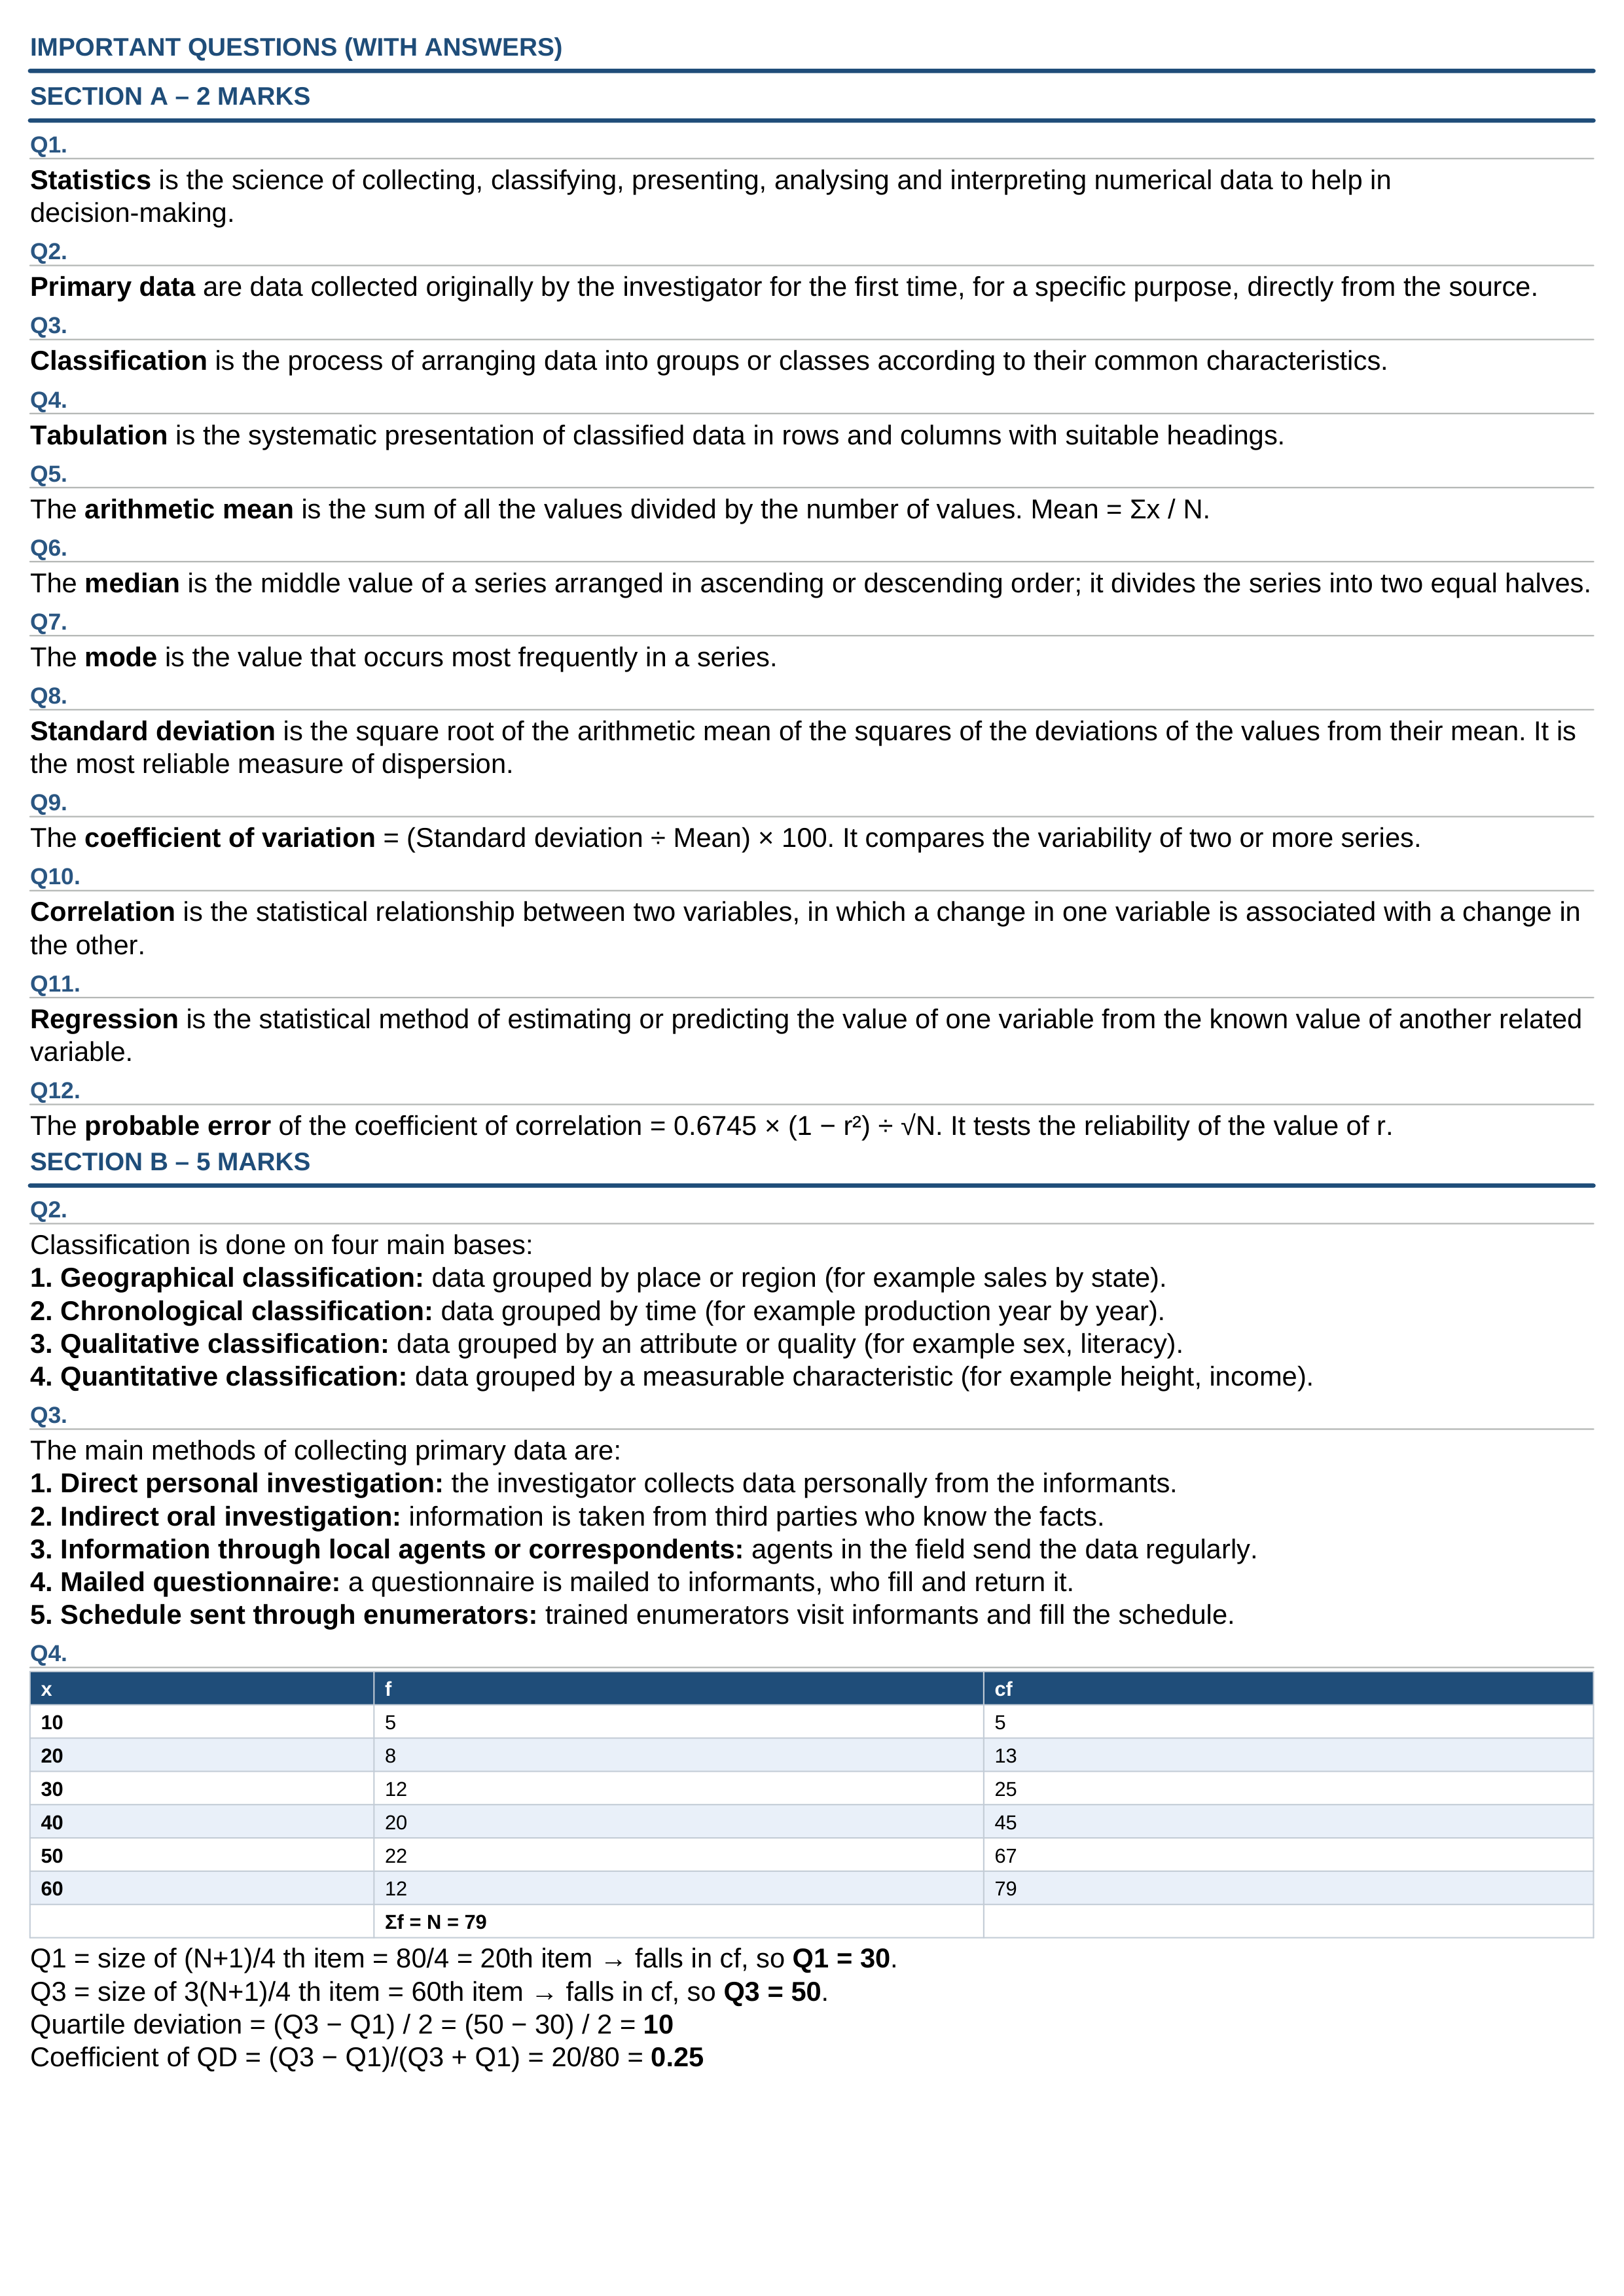 IMPORTANT QUESTIONS (WITH ANSWERS)
SECTION A – 2 MARKS
Q1.
Statistics is the science of collecting, classifying, presenting, analysing and interpreting numerical data to help in
decision-making.
Q2.
Primary data are data collected originally by the investigator for the first time, for a specific purpose, directly from the source.
Q3.
Classification is the process of arranging data into groups or classes according to their common characteristics.
Q4.
Tabulation is the systematic presentation of classified data in rows and columns with suitable headings.
Q5.
The arithmetic mean is the sum of all the values divided by the number of values. Mean = Σx / N.
Q6.
The median is the middle value of a series arranged in ascending or descending order; it divides the series into two equal halves.
Q7.
The mode is the value that occurs most frequently in a series.
Q8.
Standard deviation is the square root of the arithmetic mean of the squares of the deviations of the values from their mean. It is
the most reliable measure of dispersion.
Q9.
The coefficient of variation = (Standard deviation ÷ Mean) × 100. It compares the variability of two or more series.
Q10.
Correlation is the statistical relationship between two variables, in which a change in one variable is associated with a change in
the other.
Q11.
Regression is the statistical method of estimating or predicting the value of one variable from the known value of another related
variable.
Q12.
The probable error of the coefficient of correlation = 0.6745 × (1 − r²) ÷ √N. It tests the reliability of the value of r.
SECTION B – 5 MARKS
Q2.
Classification is done on four main bases:
1. Geographical classification: data grouped by place or region (for example sales by state).
2. Chronological classification: data grouped by time (for example production year by year).
3. Qualitative classification: data grouped by an attribute or quality (for example sex, literacy).
4. Quantitative classification: data grouped by a measurable characteristic (for example height, income).
Q3.
The main methods of collecting primary data are:
1. Direct personal investigation: the investigator collects data personally from the informants.
2. Indirect oral investigation: information is taken from third parties who know the facts.
3. Information through local agents or correspondents: agents in the field send the data regularly.
4. Mailed questionnaire: a questionnaire is mailed to informants, who fill and return it.
5. Schedule sent through enumerators: trained enumerators visit informants and fill the schedule.
Q4.
x f cf
10 5 5
20 8 13
30 12 25
40 20 45
50 22 67
60 12 79
Σf = N = 79
Q1 = size of (N+1)/4 th item = 80/4 = 20th item → falls in cf, so Q1 = 30.
Q3 = size of 3(N+1)/4 th item = 60th item → falls in cf, so Q3 = 50.
Quartile deviation = (Q3 − Q1) / 2 = (50 − 30) / 2 = 10
Coefficient of QD = (Q3 − Q1)/(Q3 + Q1) = 20/80 = 0.25